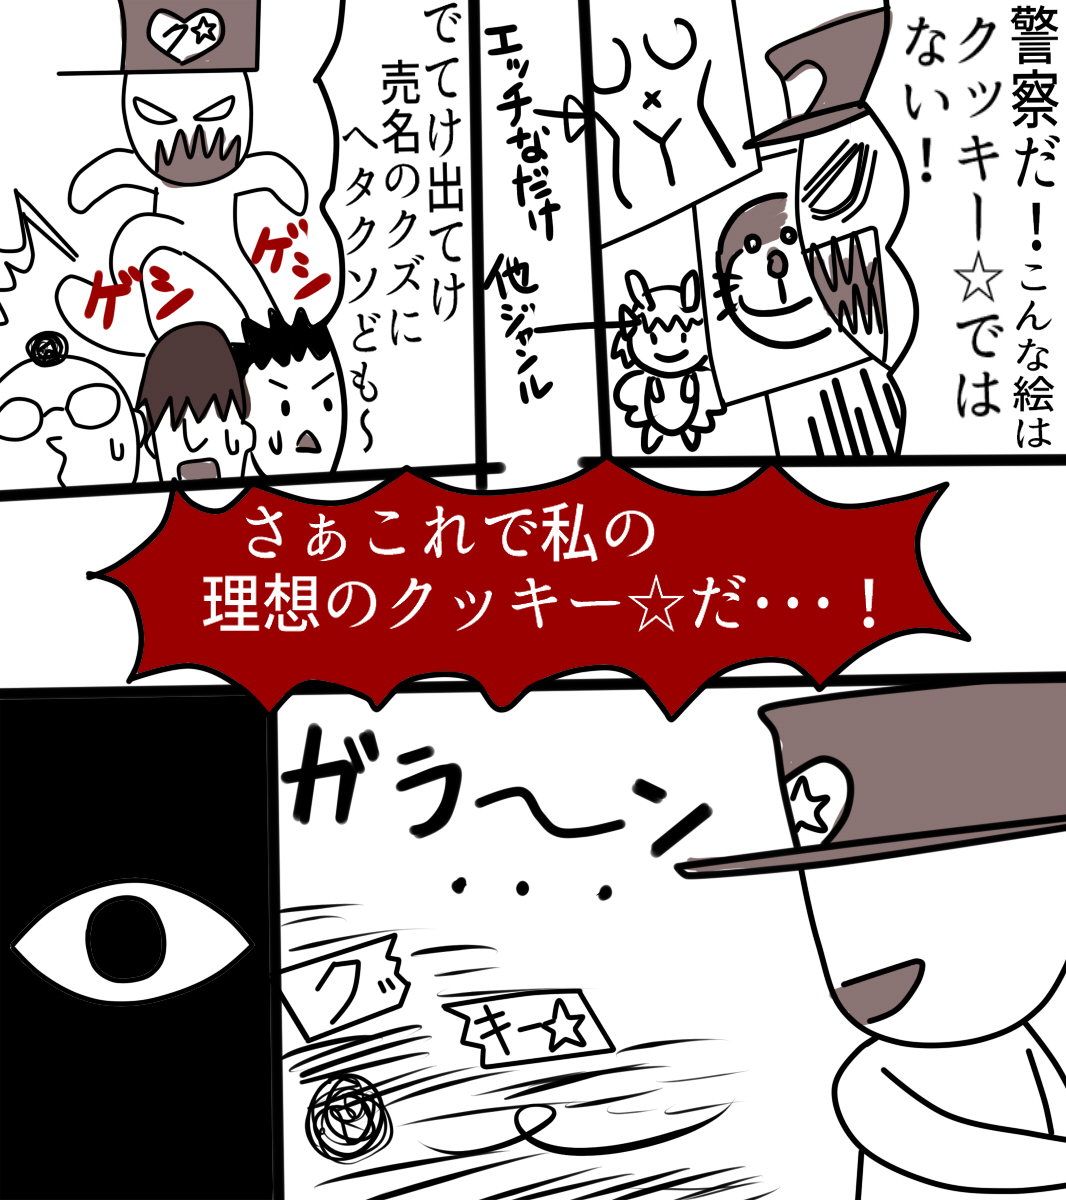 警察だ！こんな絵は
クッキー☆では
ない！
エッチなだけ
他ジャンル
でてけ出てけ
売名のクズに
ヘタクソども～
ク☆
ゲシ
ゲシ
さぁこれで私の
理想のクッキー☆だ・・・！
ガラ〜ン
・・・
クッ
キー☆
☆